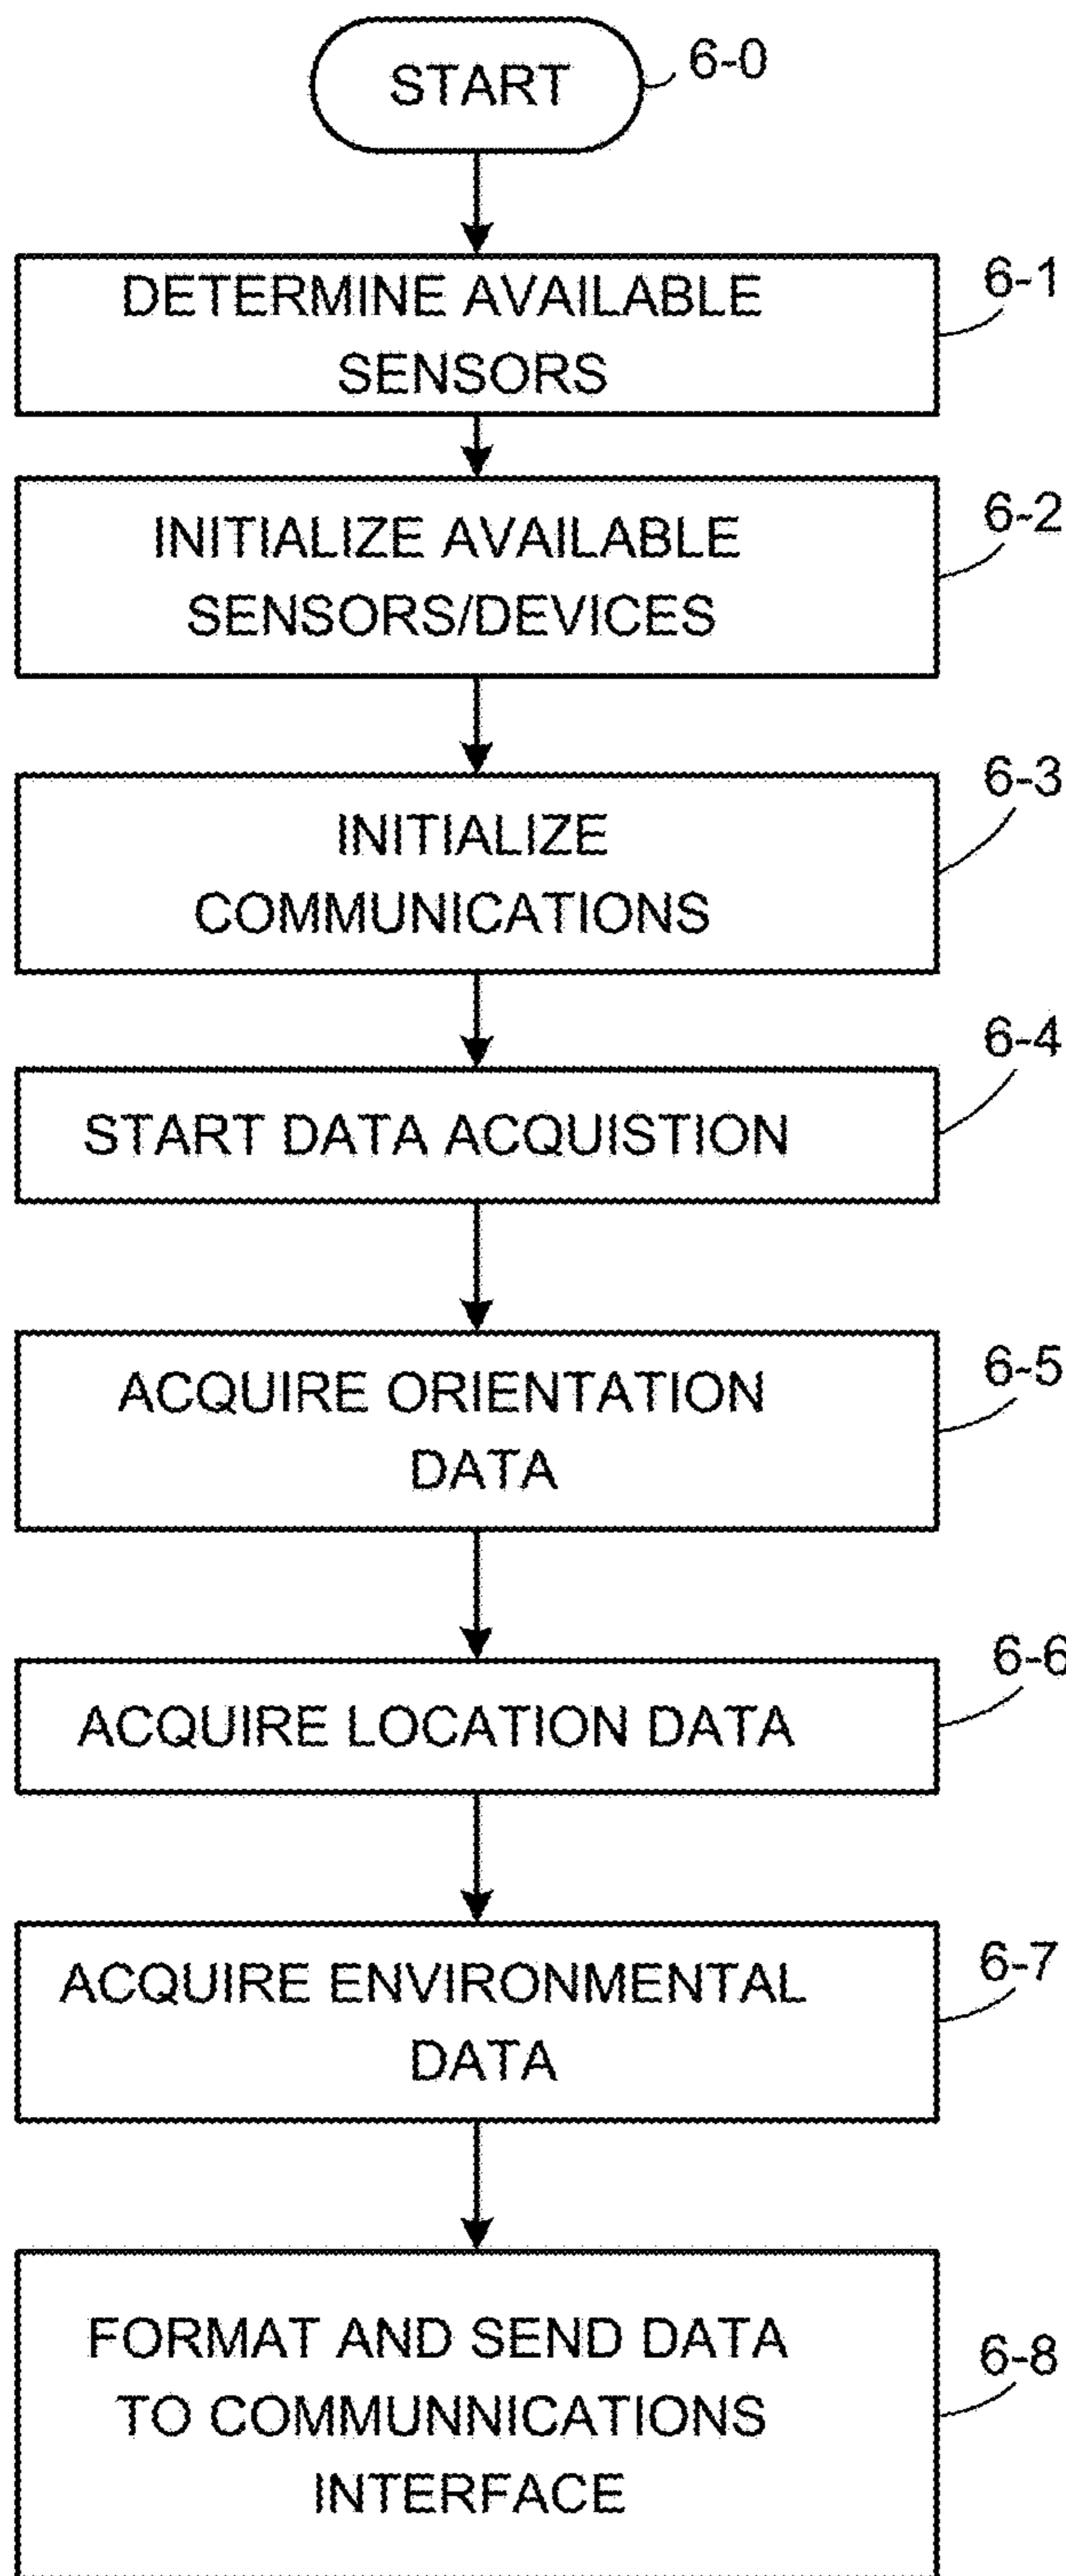 START
6-0
DETERMINE AVAILABLE
SENSORS
6-1
INITIALIZE AVAILABLE
SENSORS/DEVICES
6-2
INITIALIZE
COMMUNICATIONS
6-3
START DATA ACQUISTION
6-4
ACQUIRE ORIENTATION
DATA
6-5
ACQUIRE LOCATION DATA
6-6
ACQUIRE ENVIRONMENTAL
DATA
6-7
FORMAT AND SEND DATA
TO COMMUNNICATIONS
INTERFACE
6-8